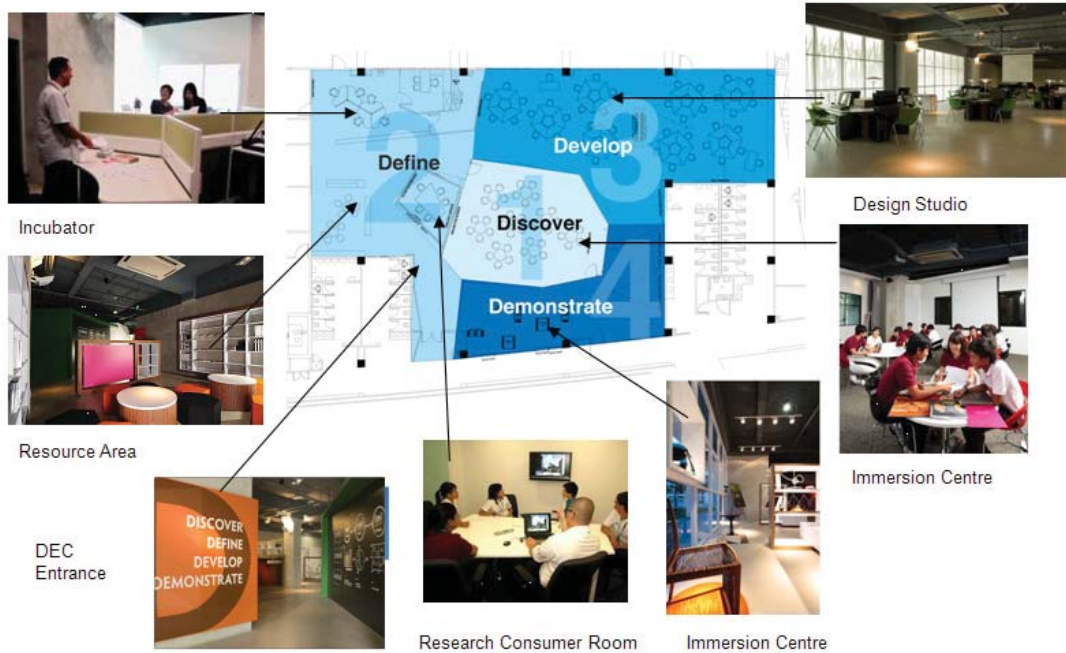 2
Define
3
Develop
1
Discover
4
Demonstrate
Incubator
Design Studio
Resource Area
Immersion Centre
DEC
Entrance
DISCOVER
DEFINE
DEVELOP
DEMONSTRATE
Research Consumer Room
Immersion Centre